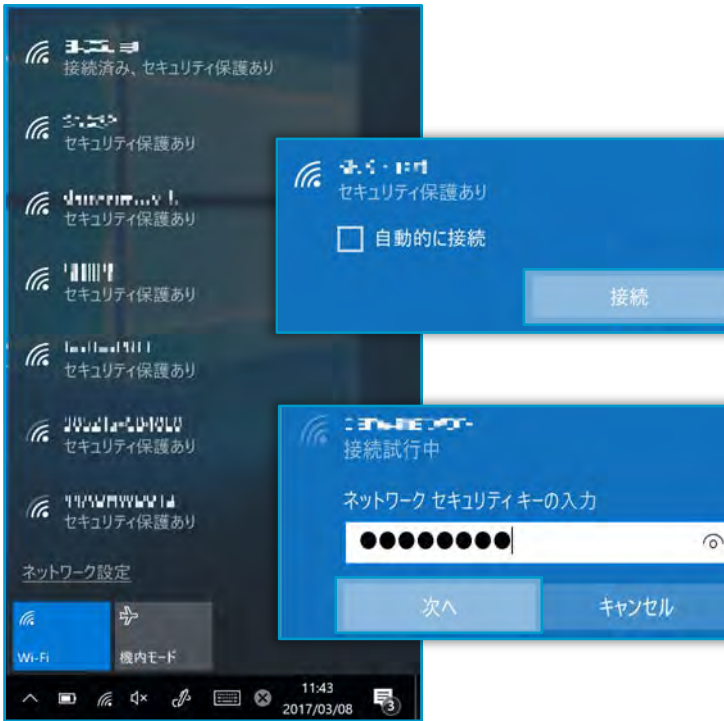 接続済み、セキュリティ保護あり
セキュリティ保護あり
セキュリティ保護あり
セキュリティ保護あり
セキュリティ保護あり
セキュリティ保護あり
セキュリティ保護あり
ネットワーク設定
Wi-Fi
機内モード
11:43
2017/03/08
3
セキュリティ保護あり
自動的に接続
接続
接続試行中
ネットワーク セキュリティ キーの入力
次へ
キャンセル